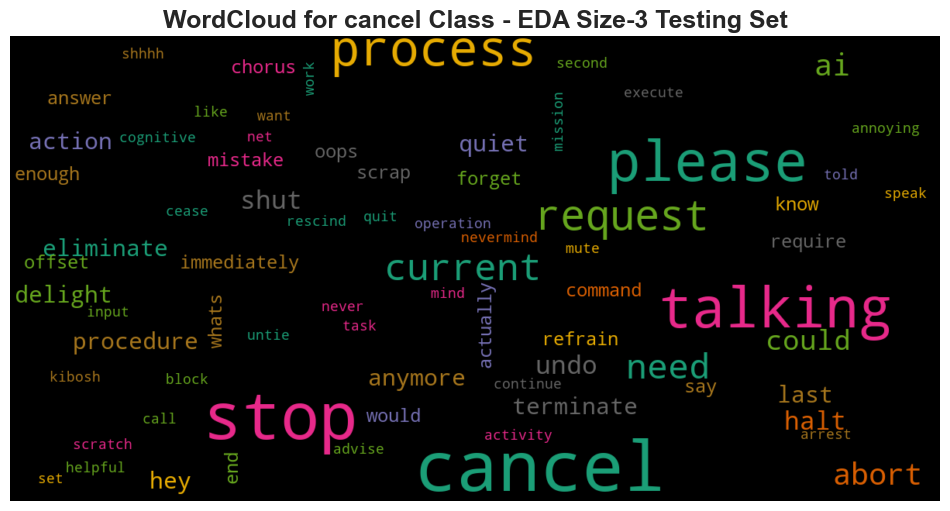 WordCloud for cancel Class - EDA Size-3 Testing Set
process
shhhh
second
chorus
ai
work
execute
answer
like
want
mission
annoying
action
cognitive
net
quiet
oops
mistake
please
enough
scrap
forget
told
shut
speak
know
cease
rescind
quit
operation
request
nevermind
require
eliminate
mute
offset
immediately
current
delight
mind
command
input
never
actually
talking
whats
task
untie
procedure
refrain
could
undo
need
kibosh
block
anymore
continue
say
last
terminate
call
stop
would
halt
activity
arrest
scratch
advise
helpful
end
set
hey
cancel
abort